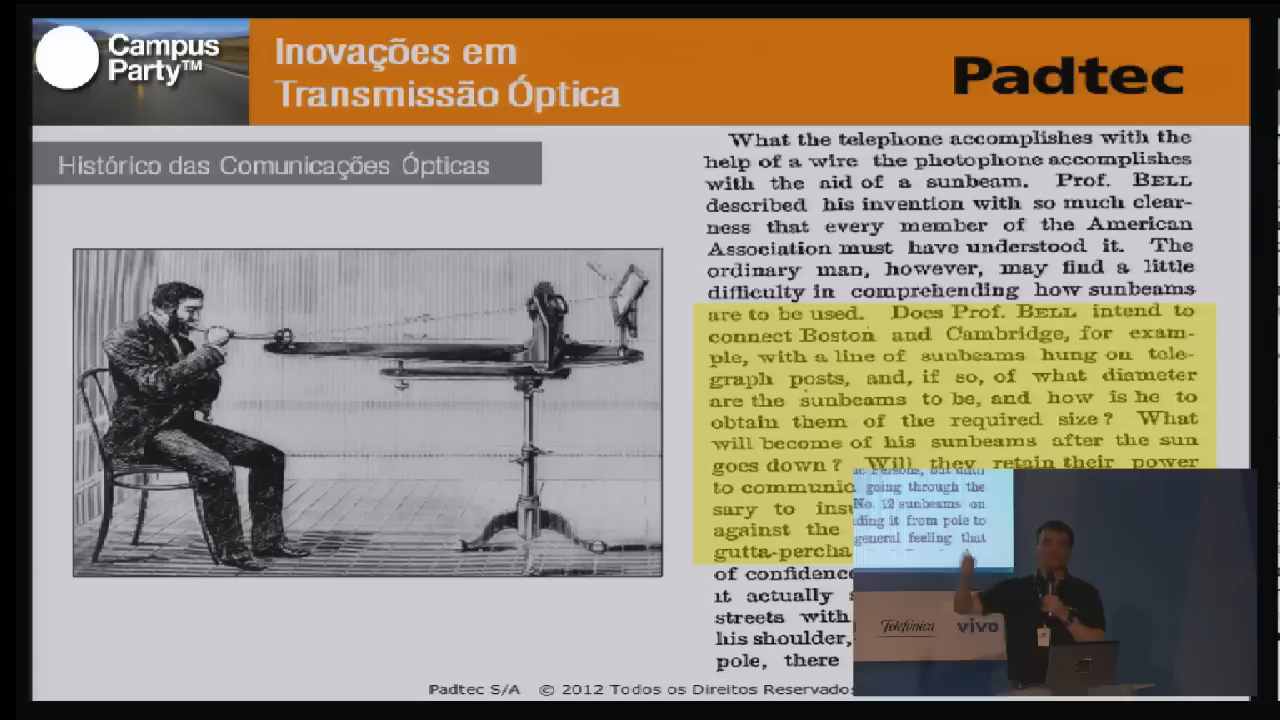 Campus
Party™
Inovações em
Transmissão Óptica
Padtec
Histórico das Comunicações Ópticas
What the telephone accomplishes with the
help of a wire the photophone accomplishes
with the aid of a sunbeam. Prof. BELL
described his invention with so much clear-
ness that every member of the American
Association must have understood it. The
ordinary man, however, may find a little
difficulty in comprehending how sunbeams
are to be used. Does Prof. BELL intend to
connect Boston and Cambridge, for exam-
ple, with a line of sunbeams hung on tele-
graph posts, and, if so, of what diameter
are the sunbeams to be, and how is he to
obtain them of the required size? What
will become of his sunbeams after the sun
goes down? Will they retain their power
to communic
sary to insu
against the
gutta-percha
of confidence
it actually s
streets with
his shoulder,
pole, there
persons, but until
going through the
No. 12 sunbeams on
ding it from pole to
general feeling that
Telefónica
vivo
Padtec S/A © 2012 Todos os Direitos Reservados